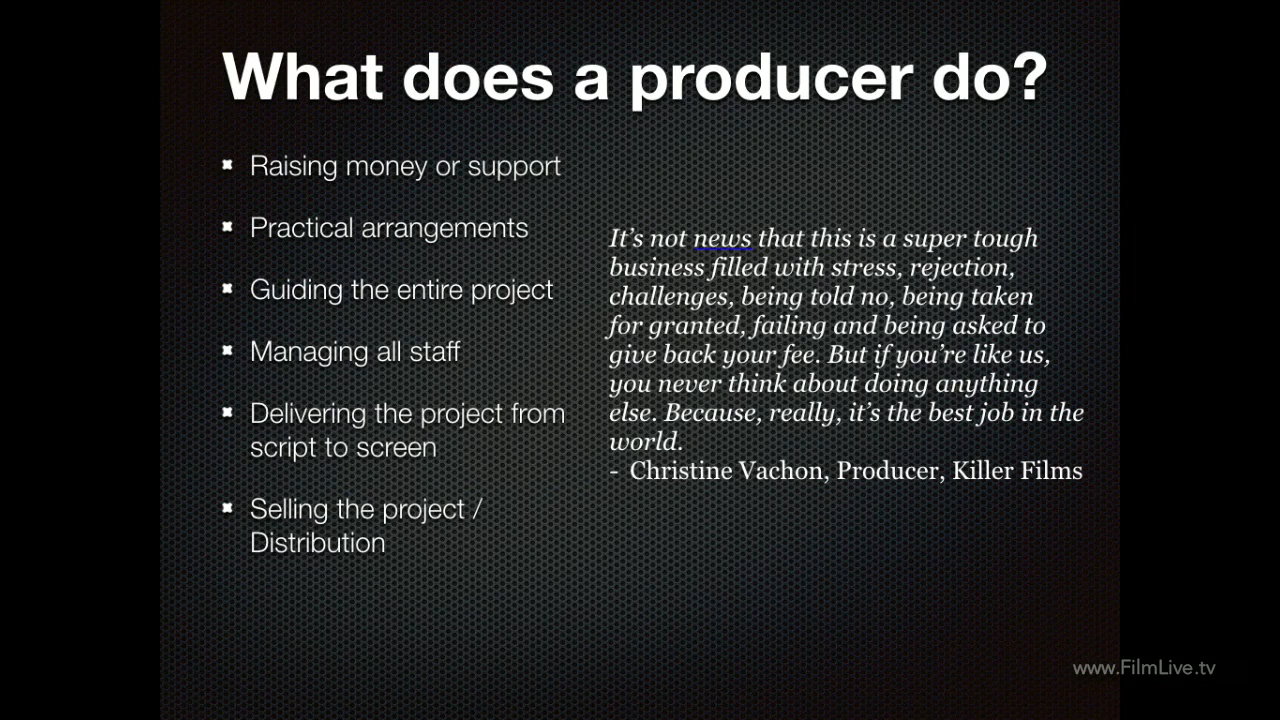 What does a producer do?
Raising money or support
Practical arrangements
Guiding the entire project
Managing all staff
Delivering the project from
script to screen
Selling the project /
Distribution
It’s not news that this is a super tough
business filled with stress, rejection,
challenges, being told no, being taken
for granted, failing and being asked to
give back your fee. But if you’re like us,
you never think about doing anything
else. Because, really, it’s the best job in the
world.
- Christine Vachon, Producer, Killer Films
www.FilmLive.tv